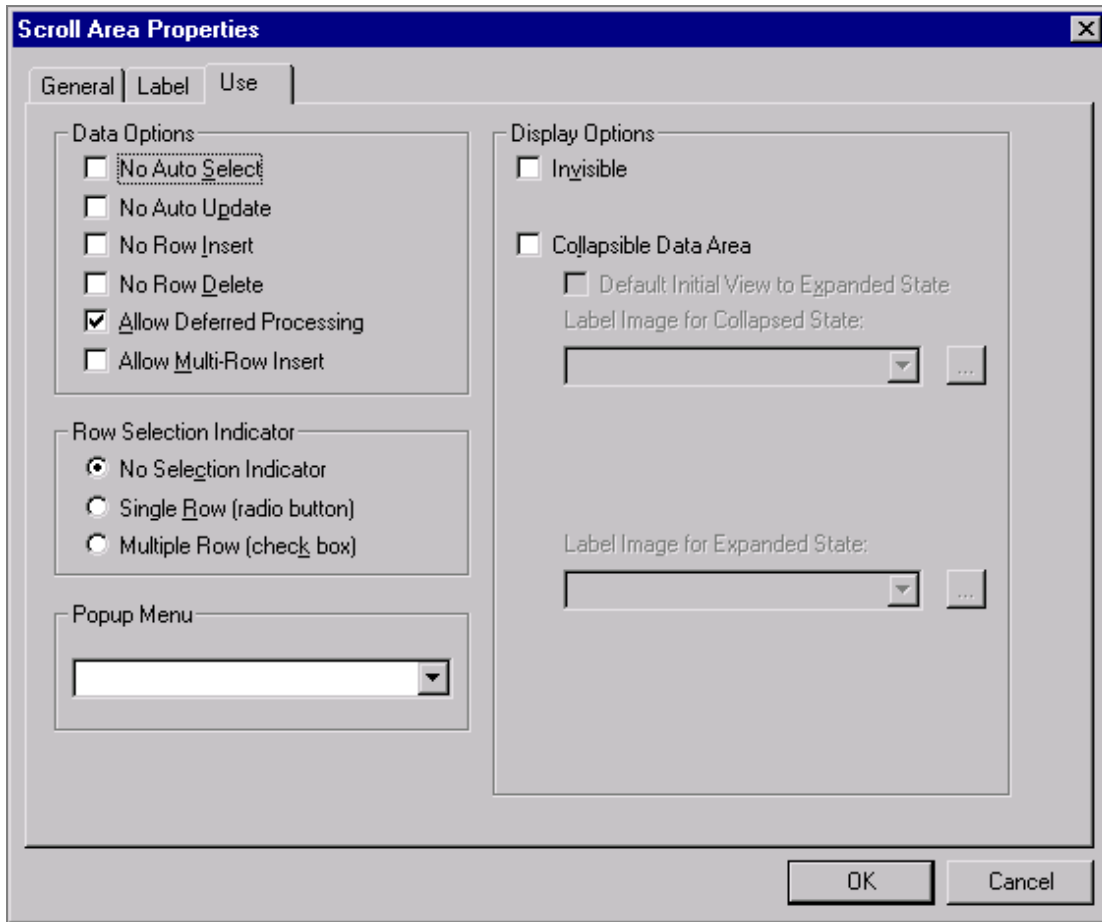 Scroll Area Properties
General
Label
Use
Data Options
No Auto Select
No Auto Update
No Row Insert
No Row Delete
Allow Deferred Processing
Allow Multi-Row Insert
Row Selection Indicator
No Selection Indicator
Single Row (radio button)
Multiple Row (check box)
Popup Menu
Display Options
Invisible
Collapsible Data Area
Default Initial View to Expanded State
Label Image for Collapsed State:
...
Label Image for Expanded State:
...
OK
Cancel